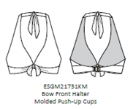 ESGM21731KM
Bow Front Halter
Molded Push-Up Cups